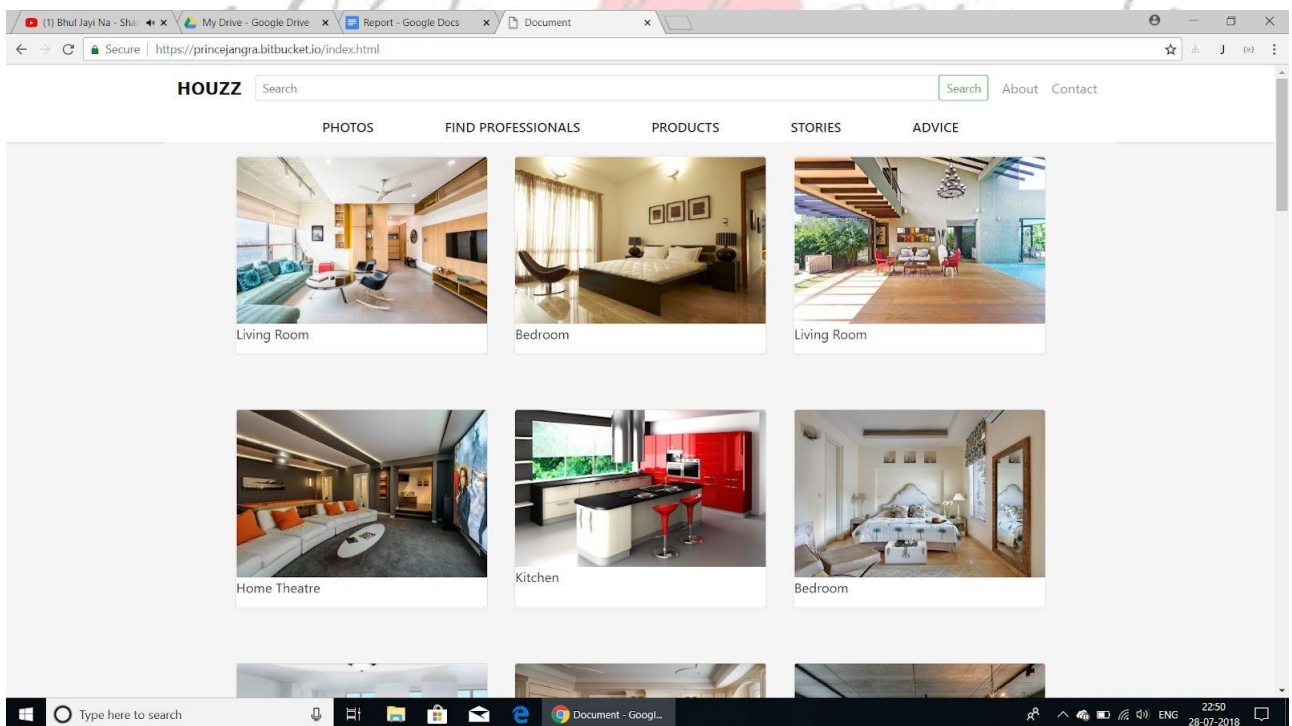 (1) Bhul Jayi Na - Sha
My Drive - Google Drive
Report - Google Docs
Document
Secure
https://princejangra.bitbucket.io/index.html
J
HOUZZ
Search
Search
About
Contact
PHOTOS
FIND PROFESSIONALS
PRODUCTS
STORIES
ADVICE
Living Room
Bedroom
Living Room
Home Theatre
Kitchen
Bedroom
Type here to search
Document - Googl...
ENG
22:50
28-07-2018